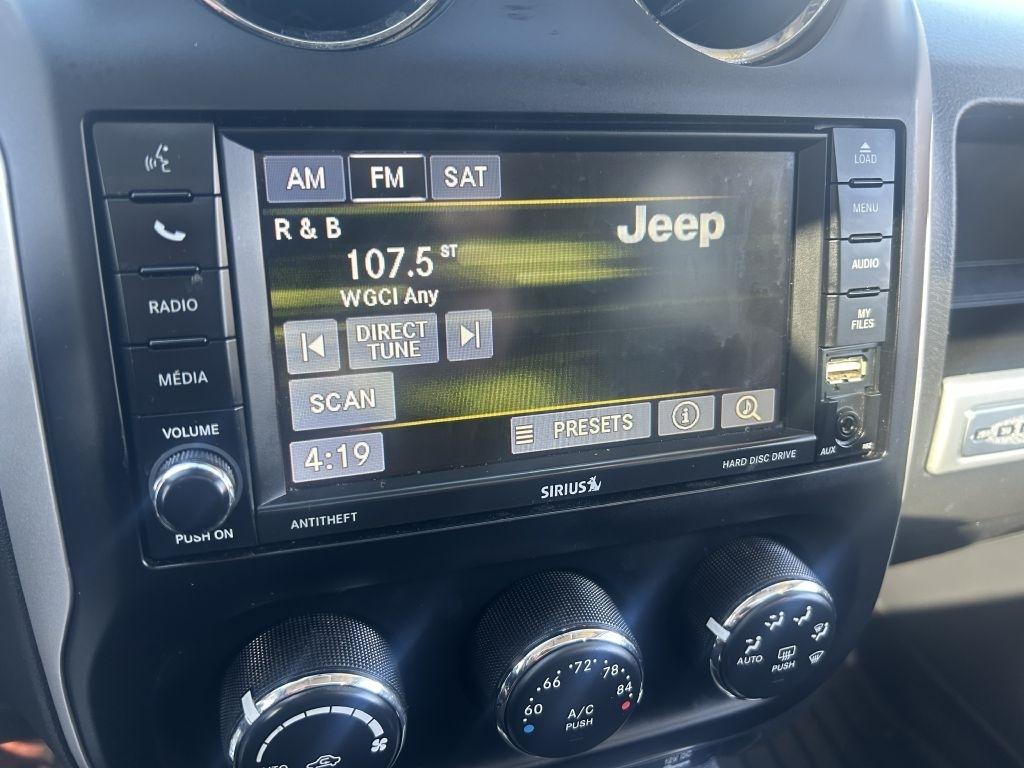 AM FM SAT
R & B
Jeep
107.5 ST
WGCI Any
DIRECT
TUNE
SCAN
4:19
PRESETS
RADIO
MÉDIA
VOLUME
PUSH ON
LOAD
MENU
AUDIO
MY
FILES
AUX
ANTITHEFT
SIRIUS
HARD DISC DRIVE
60 66 72 78 84
A/C
PUSH
AUTO
PUSH